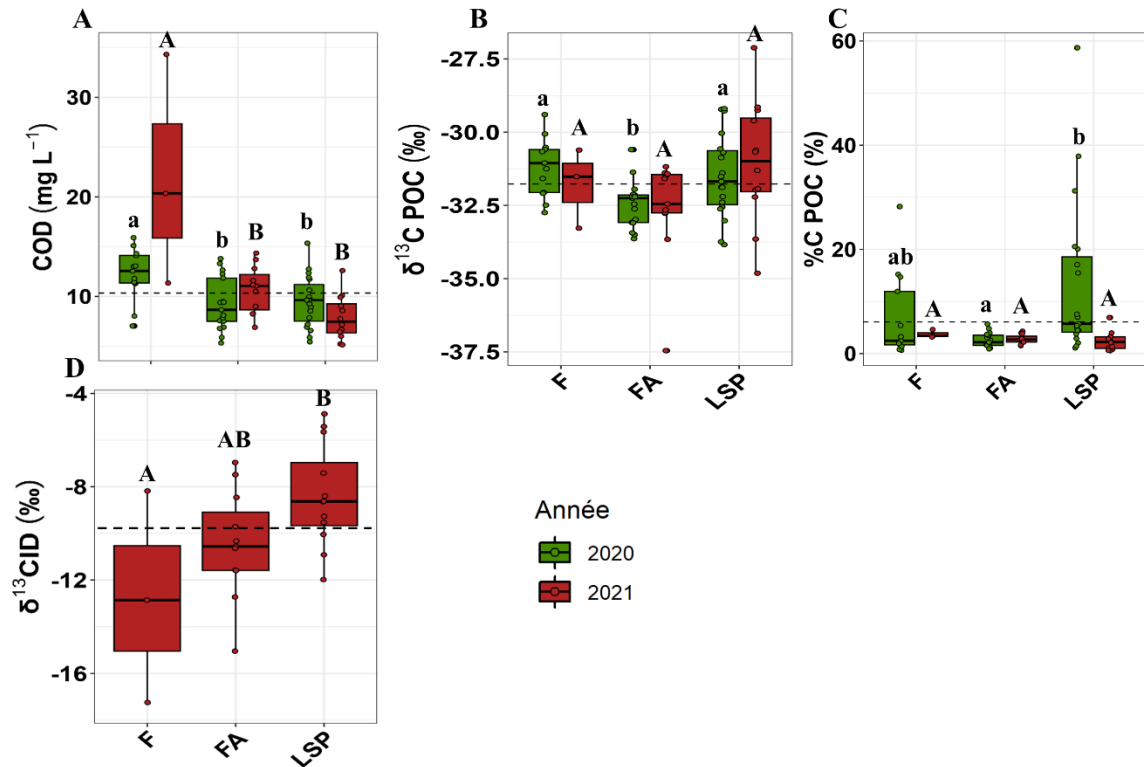 A
COD (mg L⁻¹)
30
20
10
a
A
b
B
b
B
B
δ¹³C POC (‰)
-27.5
-30.0
-32.5
-35.0
-37.5
a
A
b
A
a
A
F
FA
LSP
C
%C POC (%)
60
40
20
0
ab
A
a
A
b
A
F
FA
LSP
D
δ¹³CID (‰)
-4
-8
-12
-16
A
AB
B
F
FA
LSP
Année
2020
2021